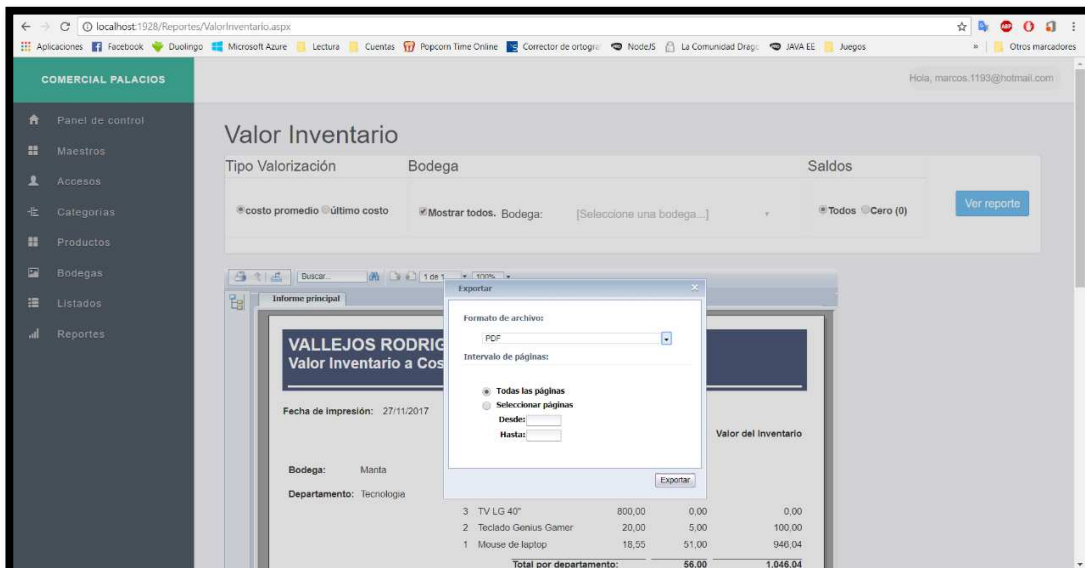 localhost:1928/Reportes/ValorInventario.aspx
Aplicaciones Facebook Duolingo Microsoft Azure Lectura Cuentas Popcorn Time Online Corrector de ortogra NodeJS La Comunidad Drago JAVA EE Juegos » Otros marcadores
COMERCIAL PALACIOS
Hola, marcos.1193@hotmail.com
Panel de control
Maestros
Accesos
Categorias
Productos
Bodegas
Listados
Reportes
Valor Inventario
Tipo Valorización Bodega Saldos
costo promedio último costo Mostrar todos. Bodega: [Seleccione una bodega...] Todos Cero (0) Ver reporte
Buscar... 1 de 1 100%
Informe principal
Exportar
Formato de archivo:
PDF
Intervalo de páginas:
Todas las páginas
Seleccionar páginas
Desde:
Hasta:
Exportar
VALLEJOS RODRIG
Valor Inventario a Cos
Fecha de impresión: 27/11/2017
Valor del Inventario
Bodega: Manta
Departamento: Tecnologia
3 TV LG 40" 800,00 0,00 0,00
2 Teclado Genius Gamer 20,00 5,00 100,00
1 Mouse de laptop 18,55 51,00 946,04
Total por departamento: 56,00 1.046,04